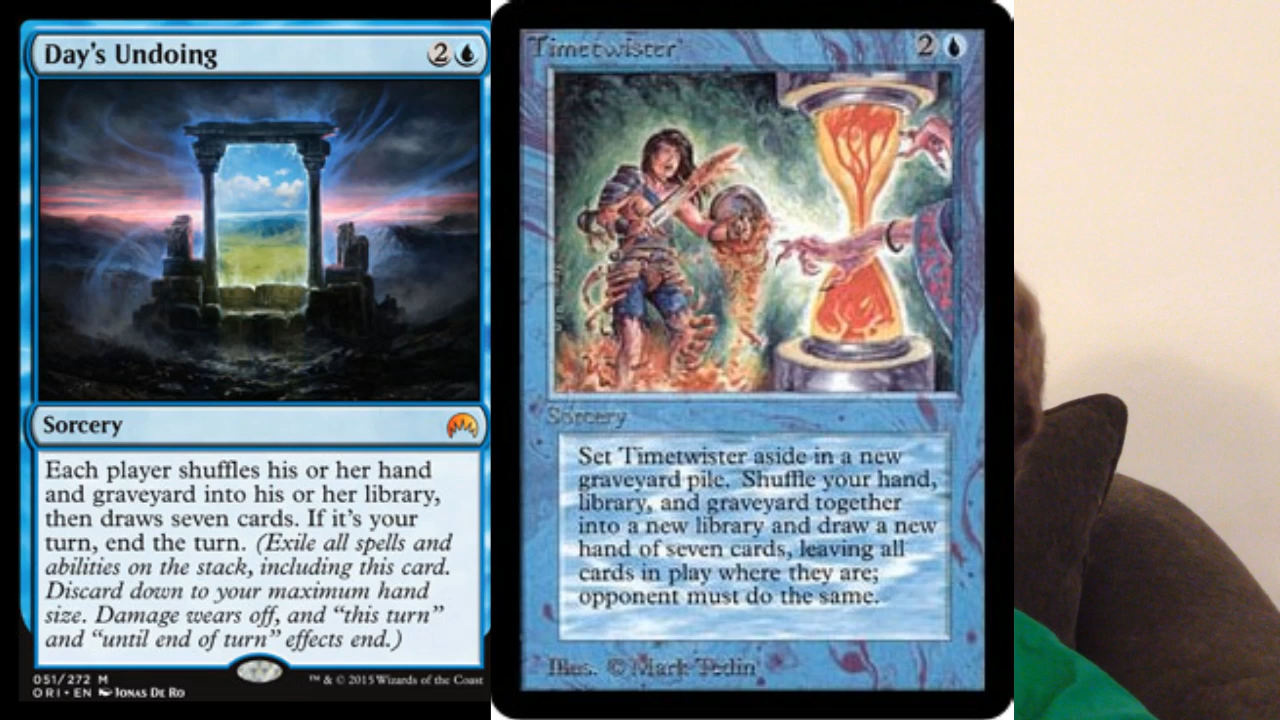 Day's Undoing
2
Sorcery
Each player shuffles his or her hand
and graveyard into his or her library,
then draws seven cards. If it's your
turn, end the turn. (Exile all spells and
abilities on the stack, including this card.
Discard down to your maximum hand
size. Damage wears off, and “this turn”
and “until end of turn” effects end.)
051/272 M
ORI • EN Jonas De Ro
™ & © 2015 Wizards of the Coast
Timetwister
2
Sorcery
Set Timetwister aside in a new
graveyard pile. Shuffle your hand,
library, and graveyard together
into a new library and draw a new
hand of seven cards, leaving all
cards in play where they are;
opponent must do the same.
Illus. © Mark Tedin